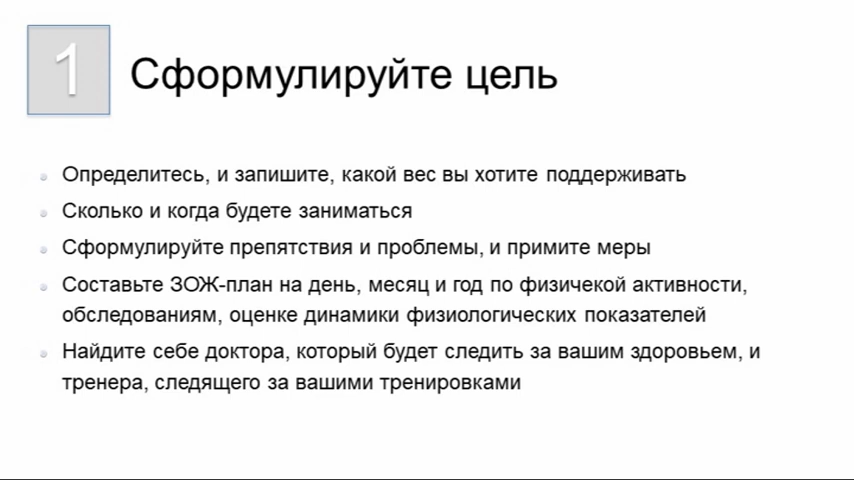 1
Сформулируйте цель
Определитесь, и запишите, какой вес вы хотите поддерживать
Сколько и когда будете заниматься
Сформулируйте препятствия и проблемы, и примите меры
Составьте ЗОЖ-план на день, месяц и год по физичекой активности,
обследованиям, оценке динамики физиологических показателей
Найдите себе доктора, который будет следить за вашим здоровьем, и
тренера, следящего за вашими тренировками